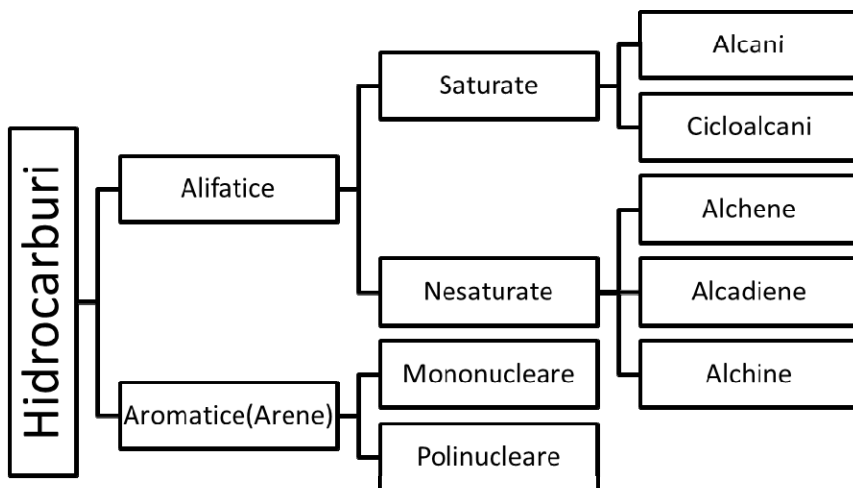 Hidrocarburi
Alifatice
Saturate
Alcani
Cicloalcani
Nesaturate
Alchene
Alcadiene
Alchine
Aromatice(Arene)
Mononucleare
Polinucleare